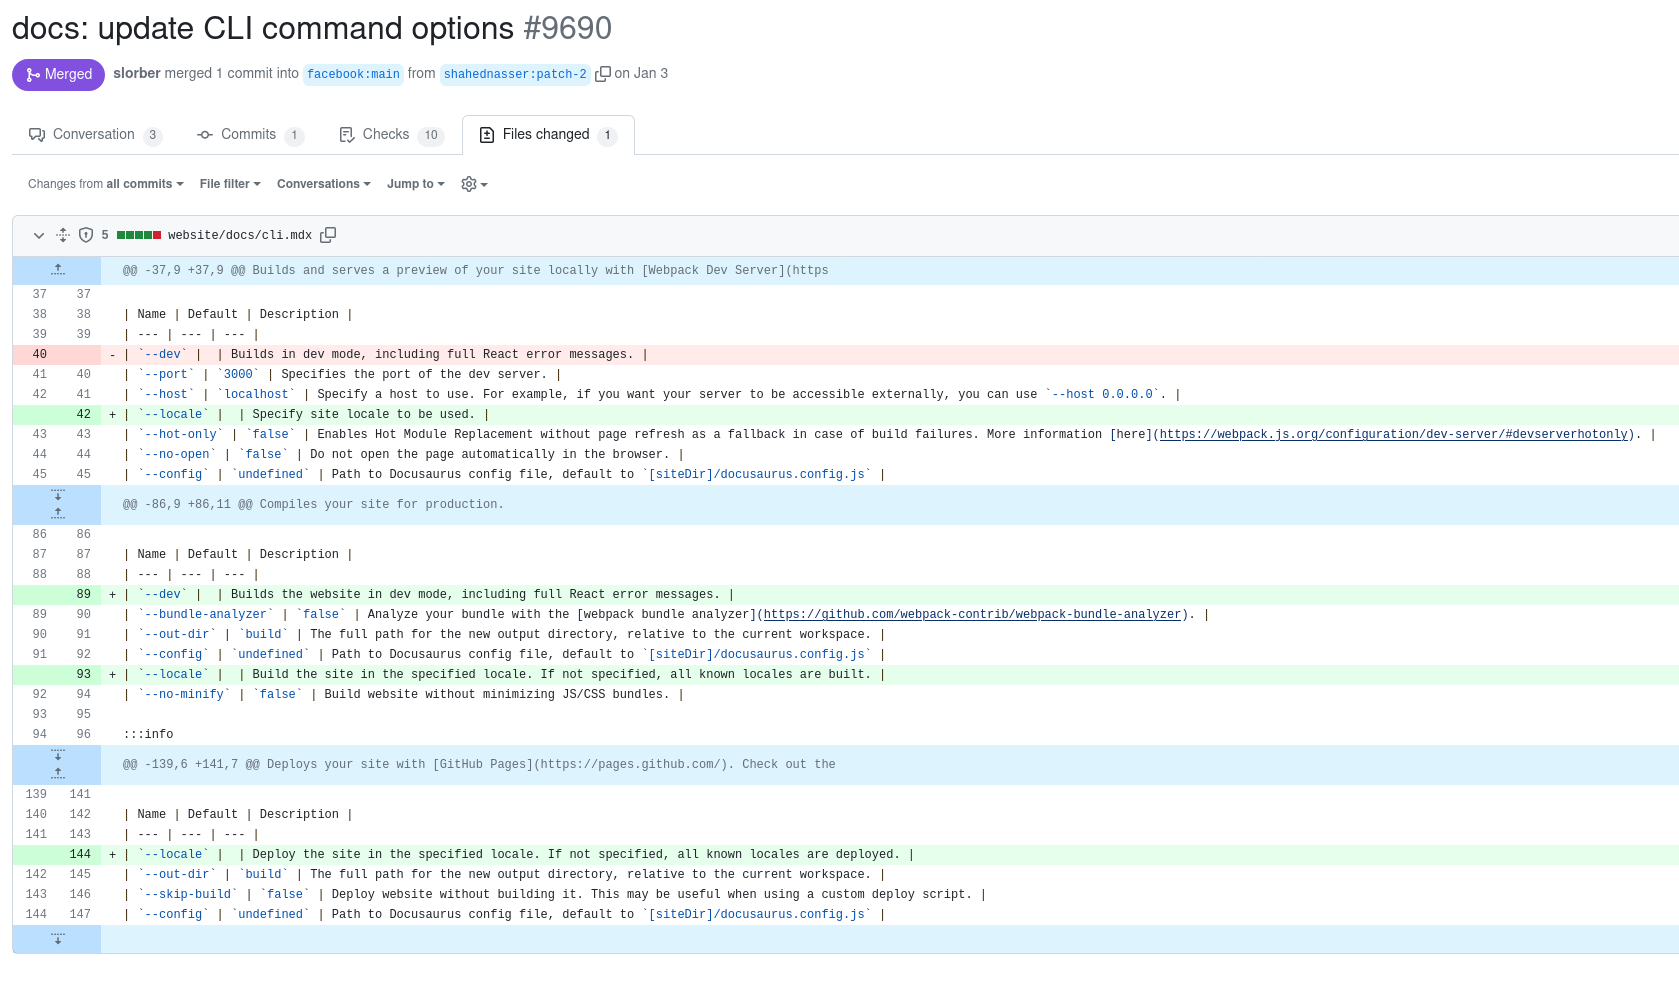 docs: update CLI command options #9690
Merged slorber merged 1 commit into facebook:main from shahednasser:patch-2 on Jan 3
Conversation 3 Commits 1 Checks 10 Files changed 1
Changes from all commits File filter Conversations Jump to
5 website/docs/cli.mdx
@@ -37,9 +37,9 @@ Builds and serves a preview of your site locally with [Webpack Dev Server](https
37 37
38 38 | Name | Default | Description |
39 39 | --- | --- | --- |
40 - | `--dev` |  | Builds in dev mode, including full React error messages. |
41 40 | `--port` | `3000` | Specifies the port of the dev server. |
42 41 | `--host` | `localhost` | Specify a host to use. For example, if you want your server to be accessible externally, you can use `--host 0.0.0.0`. |
42 + | `--locale` |  | Specify site locale to be used. |
43 43 | `--hot-only` | `false` | Enables Hot Module Replacement without page refresh as a fallback in case of build failures. More information [here](https://webpack.js.org/configuration/dev-server/#devserverhotonly). |
44 44 | `--no-open` | `false` | Do not open the page automatically in the browser. |
45 45 | `--config` | `undefined` | Path to Docusaurus config file, default to `[siteDir]/docusaurus.config.js` |
@@ -86,9 +86,11 @@ Compiles your site for production.
86 86
87 87 | Name | Default | Description |
88 88 | --- | --- | --- |
89 + | `--dev` |  | Builds the website in dev mode, including full React error messages. |
89 90 | `--bundle-analyzer` | `false` | Analyze your bundle with the [webpack bundle analyzer](https://github.com/webpack-contrib/webpack-bundle-analyzer). |
90 91 | `--out-dir` | `build` | The full path for the new output directory, relative to the current workspace. |
91 92 | `--config` | `undefined` | Path to Docusaurus config file, default to `[siteDir]/docusaurus.config.js` |
93 + | `--locale` |  | Build the site in the specified locale. If not specified, all known locales are built. |
92 94 | `--no-minify` | `false` | Build website without minimizing JS/CSS bundles. |
93 95
94 96 :::info
@@ -139,6 +141,7 @@ Deploys your site with [GitHub Pages](https://pages.github.com/). Check out the
139 141
140 142 | Name | Default | Description |
141 143 | --- | --- | --- |
144 + | `--locale` |  | Deploy the site in the specified locale. If not specified, all known locales are deployed. |
142 145 | `--out-dir` | `build` | The full path for the new output directory, relative to the current workspace. |
143 146 | `--skip-build` | `false` | Deploy website without building it. This may be useful when using a custom deploy script. |
144 147 | `--config` | `undefined` | Path to Docusaurus config file, default to `[siteDir]/docusaurus.config.js` |